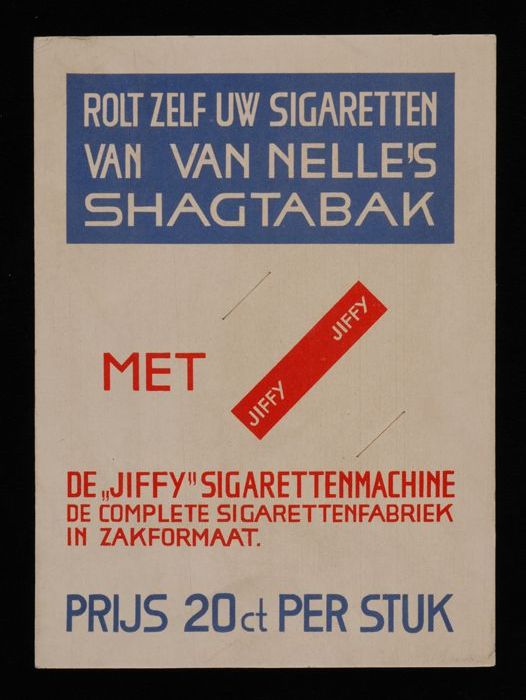 ROLT ZELF UW SIGARETTEN
VAN VAN NELLE'S
SHAGTABAK
JIFFY
MET
JIFFY
DE „JIFFY" SIGARETTENMACHINE
DE COMPLETE SIGARETTENFABRIEK
IN ZAKFORMAAT.
PRIJS 20ct PER STUK